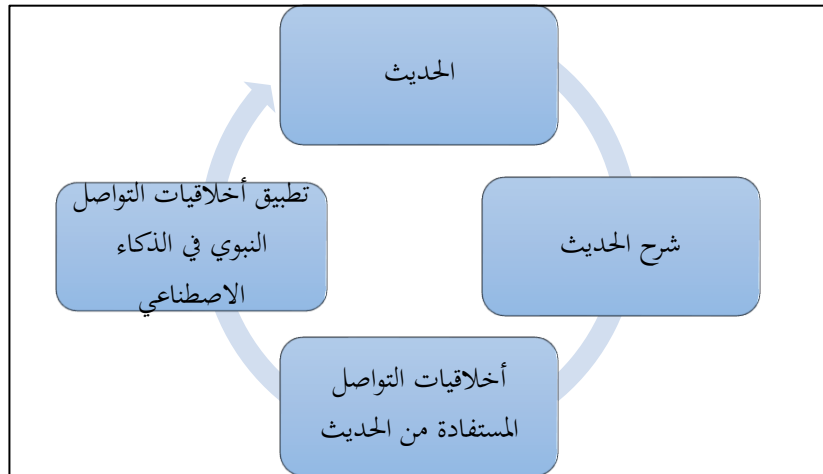 الحديث
شرح الحديث
أخلاقيات التواصل
المستفادة من الحديث
تطبيق أخلاقيات التواصل
النبوي في الذكاء
الاصطناعي